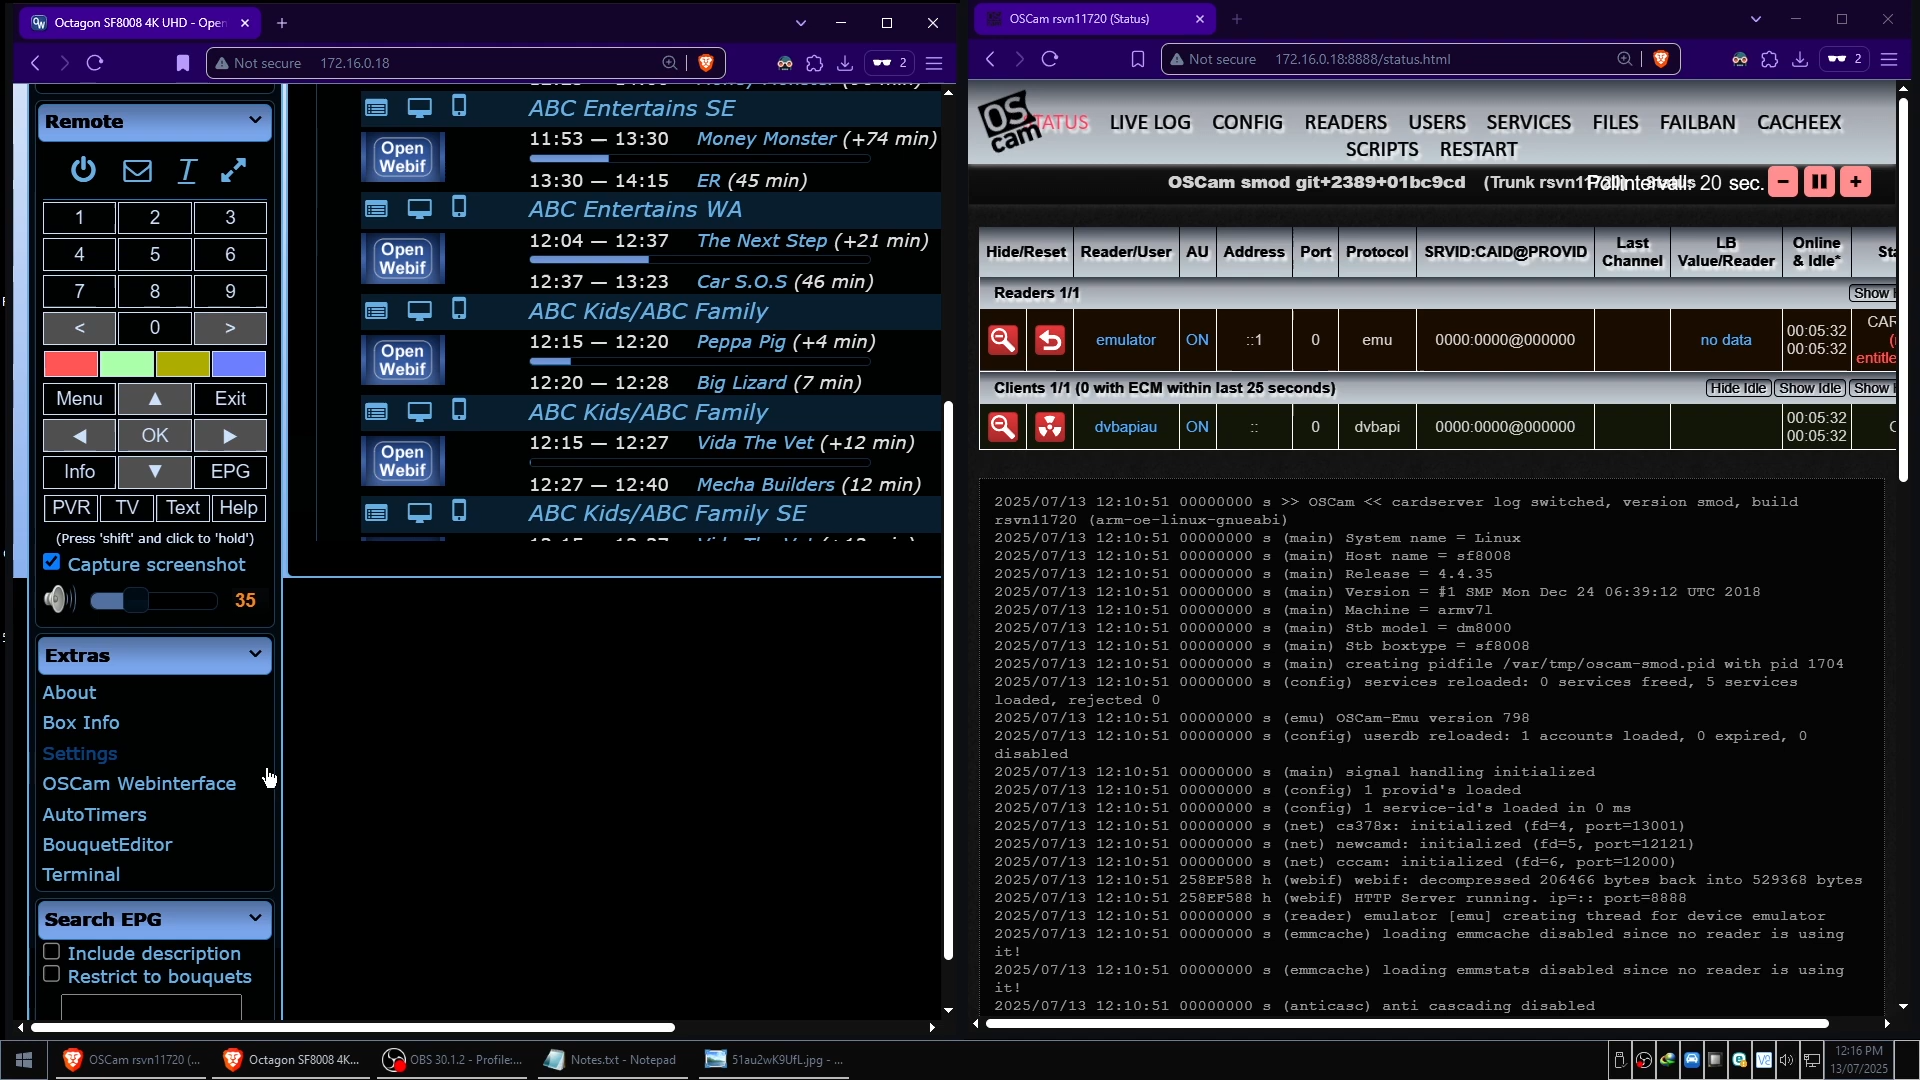 Octagon SF8008 4K UHD - Open
OSCam rsvn11720 (Status)
Not secure 172.16.0.18
2
Not secure 172.16.0.18:8888/status.html
2
Remote
1 2 3
4 5 6
7 8 9
< 0 >
Menu ▲ Exit
◀ OK ▶
Info ▼ EPG
PVR TV Text Help
(Press 'shift' and click to 'hold')
Capture screenshot
35
Extras
About
Box Info
Settings
OSCam Webinterface
AutoTimers
BouquetEditor
Terminal
Search EPG
Include description
Restrict to bouquets
ABC Entertains SE
Open Webif
11:53 — 13:30 Money Monster (+74 min)
13:30 — 14:15 ER (45 min)
ABC Entertains WA
Open Webif
12:04 — 12:37 The Next Step (+21 min)
12:37 — 13:23 Car S.O.S (46 min)
ABC Kids/ABC Family
Open Webif
12:15 — 12:20 Peppa Pig (+4 min)
12:20 — 12:28 Big Lizard (7 min)
ABC Kids/ABC Family
Open Webif
12:15 — 12:27 Vida The Vet (+12 min)
12:27 — 12:40 Mecha Builders (12 min)
ABC Kids/ABC Family SE
OS cam
TATUS LIVE LOG CONFIG READERS USERS SERVICES FILES FAILBAN CACHEEX
SCRIPTS RESTART
OSCam smod git+2389+01bc9cd (Trunk rsvn11720) 20 sec. − +
Hide/Reset Reader/User AU Address Port Protocol SRVID:CAID@PROVID Last Channel LB Value/Reader Online & Idle* Sta
Readers 1/1 Show
emulator ON ::1 0 emu 0000:0000@000000 no data 00:05:32 00:05:32 CAR
entitle
Clients 1/1 (0 with ECM within last 25 seconds) Hide Idle Show Idle Show
dvbapiau ON :: 0 dvbapi 0000:0000@000000 00:05:32 00:05:32
2025/07/13 12:10:51 00000000 s >> OSCam << cardserver log switched, version smod, build
rsvn11720 (arm-oe-linux-gnueabi)
2025/07/13 12:10:51 00000000 s (main) System name = Linux
2025/07/13 12:10:51 00000000 s (main) Host name = sf8008
2025/07/13 12:10:51 00000000 s (main) Release = 4.4.35
2025/07/13 12:10:51 00000000 s (main) Version = #1 SMP Mon Dec 24 06:39:12 UTC 2018
2025/07/13 12:10:51 00000000 s (main) Machine = armv7l
2025/07/13 12:10:51 00000000 s (main) Stb model = dm8000
2025/07/13 12:10:51 00000000 s (main) Stb boxtype = sf8008
2025/07/13 12:10:51 00000000 s (main) creating pidfile /var/tmp/oscam-smod.pid with pid 1704
2025/07/13 12:10:51 00000000 s (config) services reloaded: 0 services freed, 5 services
loaded, rejected 0
2025/07/13 12:10:51 00000000 s (emu) OSCam-Emu version 798
2025/07/13 12:10:51 00000000 s (config) userdb reloaded: 1 accounts loaded, 0 expired, 0
disabled
2025/07/13 12:10:51 00000000 s (main) signal handling initialized
2025/07/13 12:10:51 00000000 s (config) 1 provid's loaded
2025/07/13 12:10:51 00000000 s (config) 1 service-id's loaded in 0 ms
2025/07/13 12:10:51 00000000 s (net) cs378x: initialized (fd=4, port=13001)
2025/07/13 12:10:51 00000000 s (net) newcamd: initialized (fd=5, port=12121)
2025/07/13 12:10:51 00000000 s (net) cccam: initialized (fd=6, port=12000)
2025/07/13 12:10:51 258EF588 h (webif) webif: decompressed 206466 bytes back into 529368 bytes
2025/07/13 12:10:51 258EF588 h (webif) HTTP Server running. ip=:: port=8888
2025/07/13 12:10:51 00000000 s (reader) emulator [emu] creating thread for device emulator
2025/07/13 12:10:51 00000000 s (emmcache) loading emmcache disabled since no reader is using
it!
2025/07/13 12:10:51 00000000 s (emmcache) loading emmstats disabled since no reader is using
it!
2025/07/13 12:10:51 00000000 s (anticasc) anti cascading disabled
OSCam rsvn11720 (...
Octagon SF8008 4K...
OBS 30.1.2 - Profile:...
Notes.txt - Notepad
51au2wK9UfL.jpg - ...
12:16 PM
13/07/2025